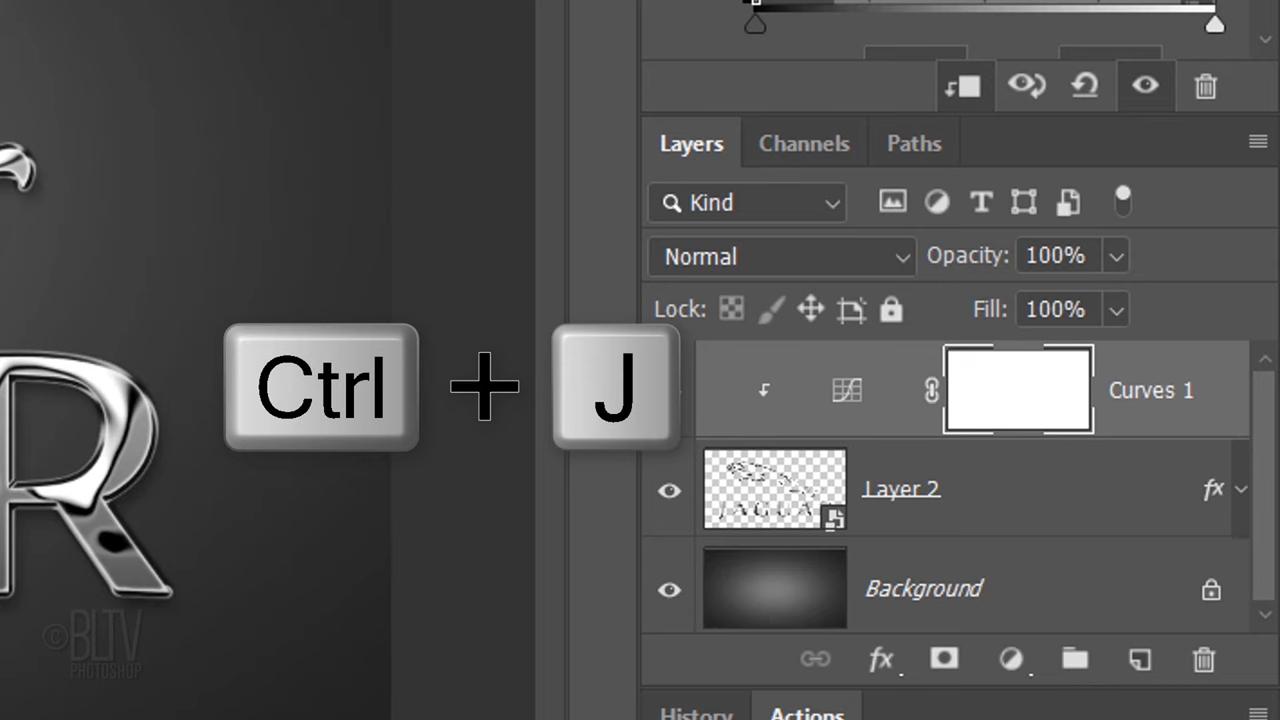 Layers Channels Paths
Kind
Normal Opacity: 100%
Lock: Fill: 100%
Ctrl + J
Curves 1
Layer 2 fx
JAGUA
Background
R
©BLTV
PHOTOSHOP
fx
History Actions